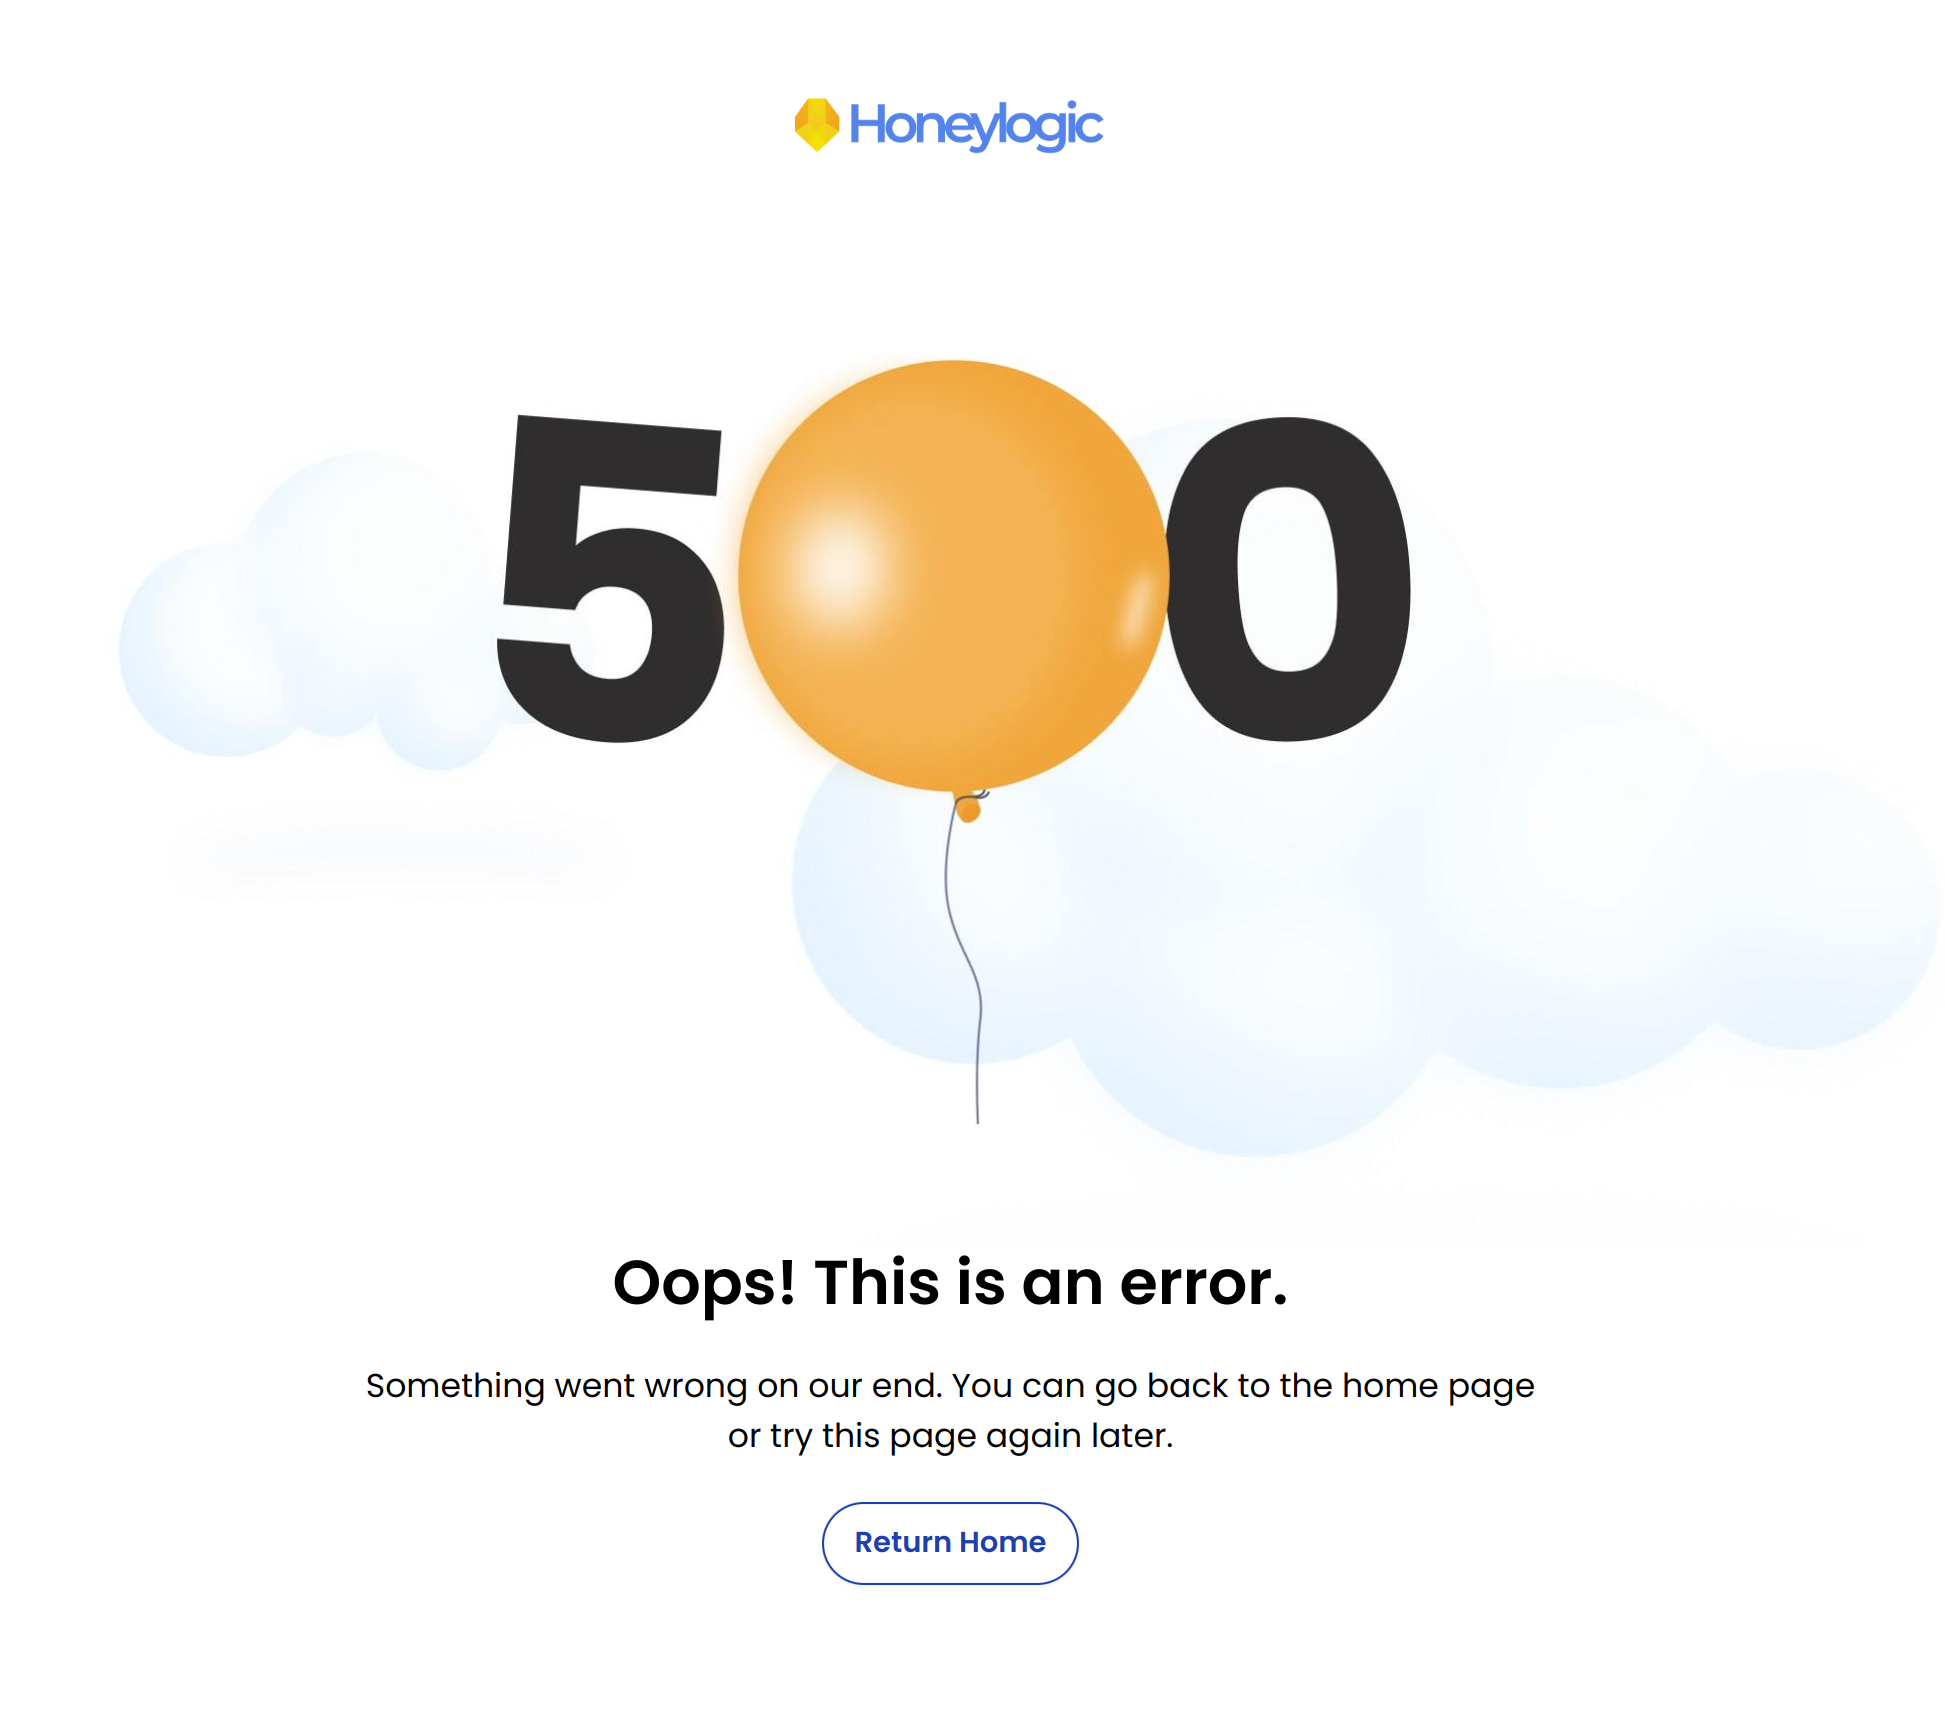 Honeylogic
5 0
Oops! This is an error.
Something went wrong on our end. You can go back to the home page
or try this page again later.
Return Home